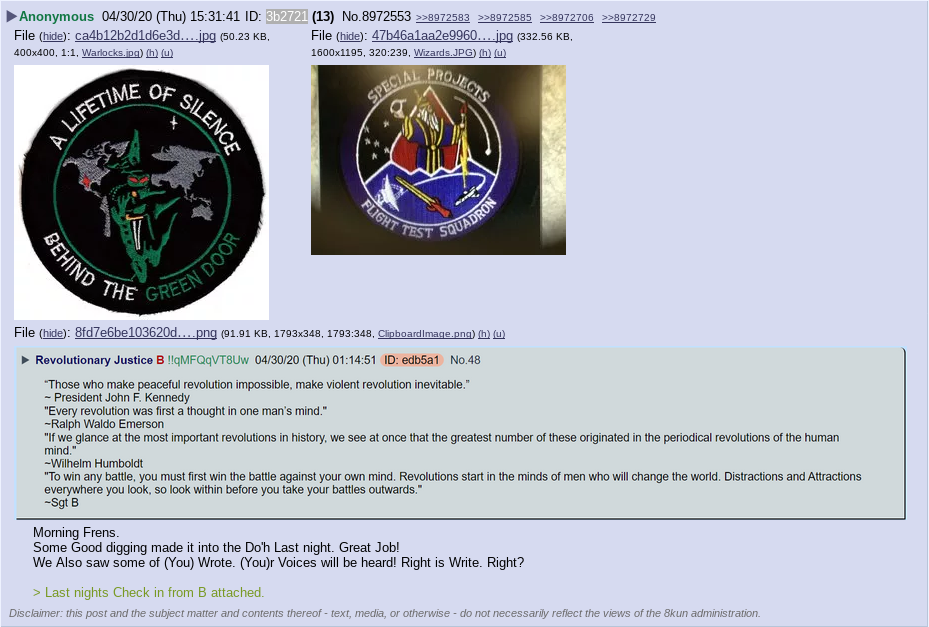 ▶Anonymous 04/30/20 (Thu) 15:31:41 ID: 3b2721 (13) No.8972553 >>8972583 >>8972585 >>8972706 >>8972729
File (hide): ca4b12b2d1d6e3d….jpg (50.23 KB, 400x400, 1:1, Warlocks.jpg) (h) (u)
A LIFETIME OF SILENCE
BEHIND THE GREEN DOOR
File (hide): 47b46a1aa2e9960….jpg (332.56 KB, 1600x1195, 320:239, Wizards.JPG) (h) (u)
SPECIAL PROJECTS
FLIGHT TEST SQUADRON
File (hide): 8fd7e6be103620d….png (91.91 KB, 1793x348, 1793:348, ClipboardImage.png) (h) (u)
▶ Revolutionary Justice B !!qMFQqVT8Uw 04/30/20 (Thu) 01:14:51 ID: edb5a1 No.48
“Those who make peaceful revolution impossible, make violent revolution inevitable.”
~ President John F. Kennedy
"Every revolution was first a thought in one man’s mind."
~Ralph Waldo Emerson
"If we glance at the most important revolutions in history, we see at once that the greatest number of these originated in the periodical revolutions of the human
mind."
~Wilhelm Humboldt
"To win any battle, you must first win the battle against your own mind. Revolutions start in the minds of men who will change the world. Distractions and Attractions
everywhere you look, so look within before you take your battles outwards."
~Sgt B
Morning Frens.
Some Good digging made it into the Do'h Last night. Great Job!
We Also saw some of (You) Wrote. (You)r Voices will be heard! Right is Write. Right?
> Last nights Check in from B attached.
Disclaimer: this post and the subject matter and contents thereof - text, media, or otherwise - do not necessarily reflect the views of the 8kun administration.